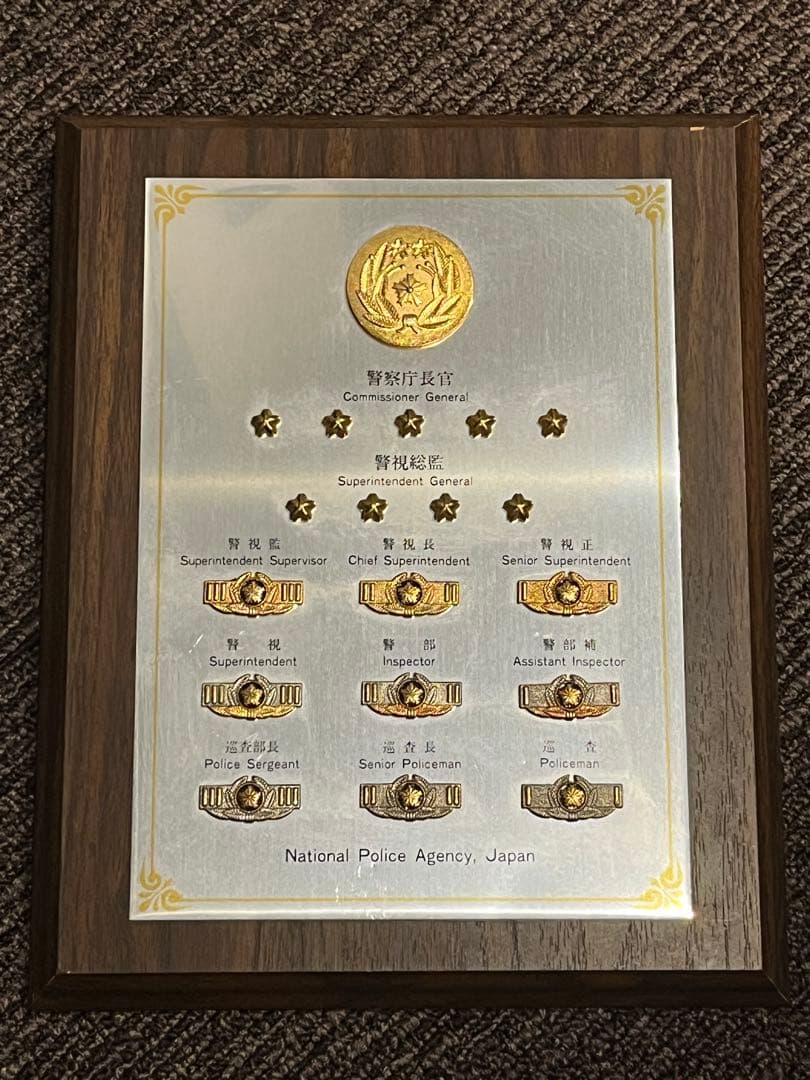 警察庁長官
Commissioner General
警視総監
Superintendent General
警視監 警視長 警視正
Superintendent Supervisor Chief Superintendent Senior Superintendent
警視 警部 警部補
Superintendent Inspector Assistant Inspector
巡査部長 巡査長 巡査
Police Sergeant Senior Policeman Policeman
National Police Agency, Japan